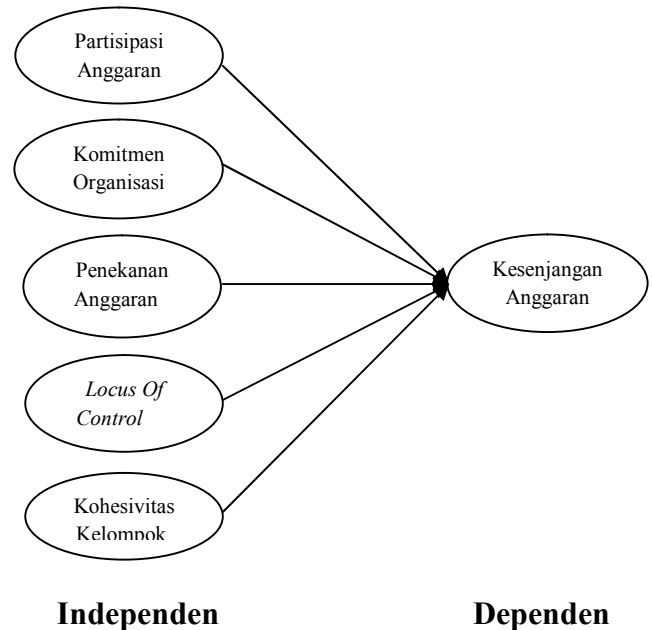 Partisipasi
Anggaran
Komitmen
Organisasi
Penekanan
Anggaran
Locus Of
Control
Kohesivitas
Kelompok
Kesenjangan
Anggaran
Independen
Dependen